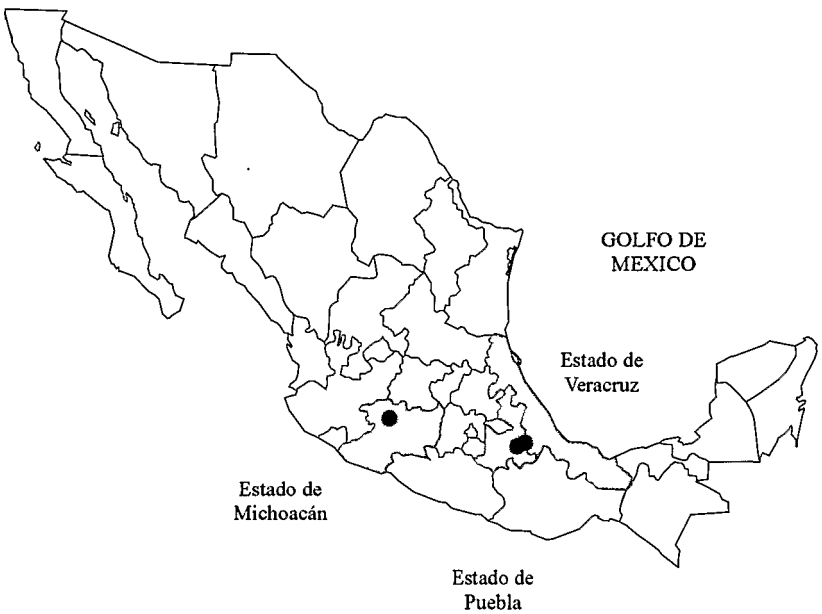 GOLFO DE
MEXICO
Estado de
Veracruz
Estado de
Michoacán
Estado de
Puebla